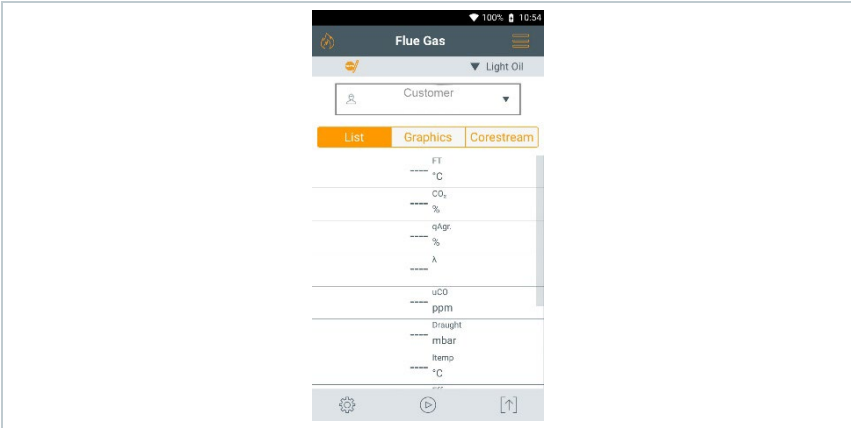 100% 10:54
Flue Gas
Light Oil
Customer
List Graphics Corestream
FT
---- °C
CO₂
---- %
qAgr.
---- %
λ
----
uCO
---- ppm
Draught
---- mbar
Itemp
---- °C